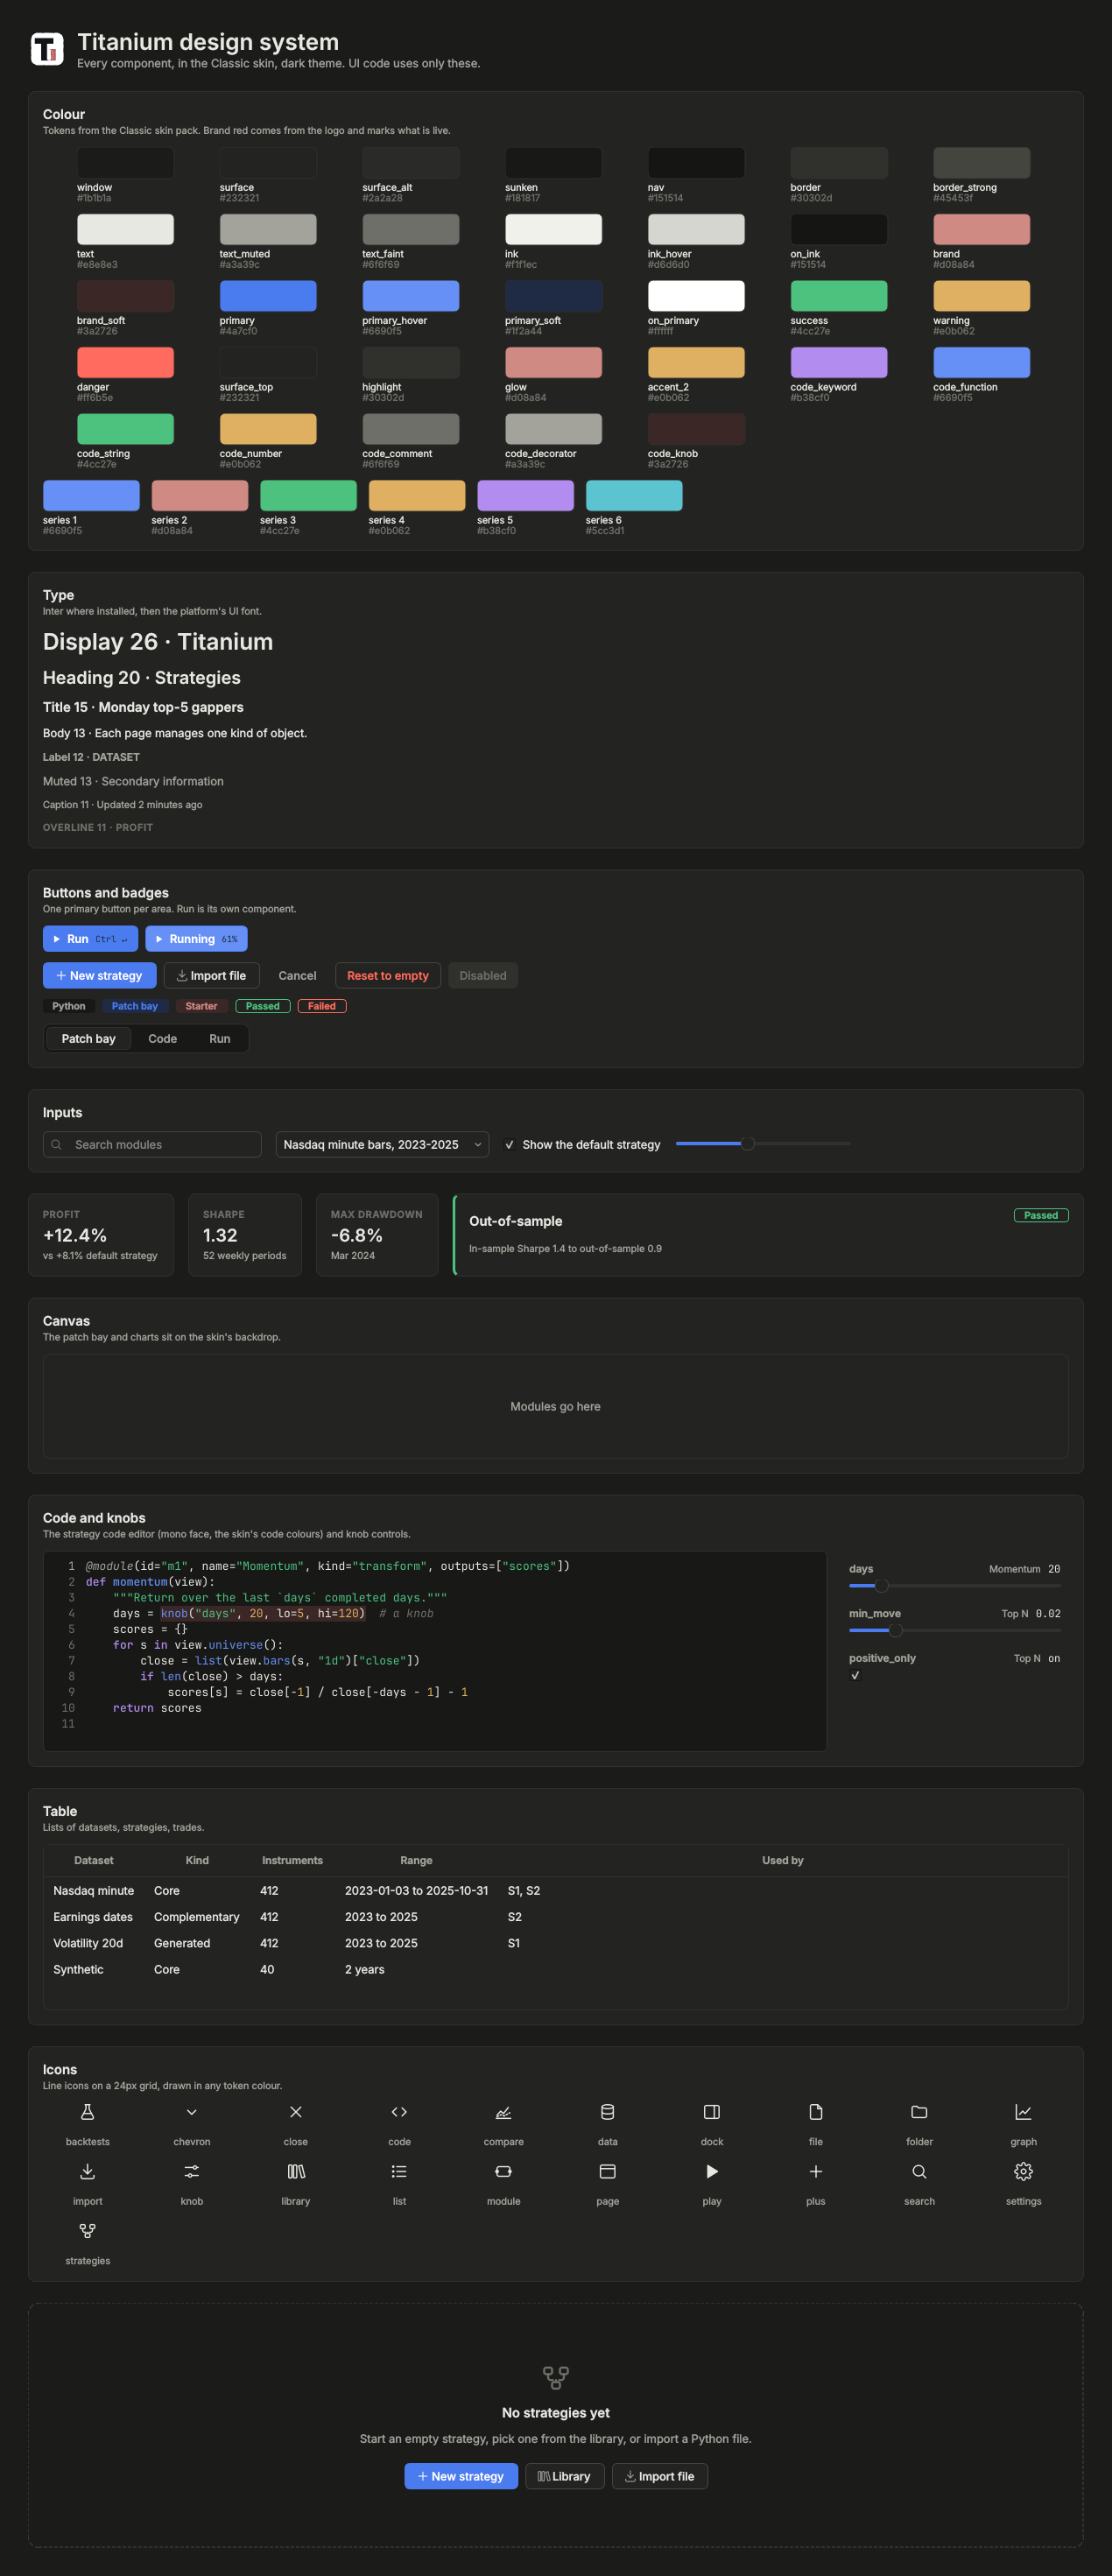 Ti
Titanium design system
Every component, in the Classic skin, dark theme. UI code uses only these.
Colour
Tokens from the Classic skin pack. Brand red comes from the logo and marks what is live.
window surface surface_alt sunken nav border border_strong
#1b1b1a #232321 #2a2a28 #181817 #151514 #30302d #45453f
text text_muted text_faint ink ink_hover on_ink brand
#e8e8e3 #a3a39c #6f6f69 #f1f1ec #d6d6d0 #151514 #d08a84
brand_soft primary primary_hover primary_soft on_primary success warning
#3a2726 #4a7cf0 #6690f5 #1f2a44 #ffffff #4cc27e #e0b062
danger surface_top highlight glow accent_2 code_keyword code_function
#ff6b5e #232321 #30302d #d08a84 #e0b062 #b38cf0 #6690f5
code_string code_number code_comment code_decorator code_knob
#4cc27e #e0b062 #6f6f69 #a3a39c #3a2726
series 1 series 2 series 3 series 4 series 5 series 6
#6690f5 #d08a84 #4cc27e #e0b062 #b38cf0 #5cc3d1
Type
Inter where installed, then the platform's UI font.
Display 26 · Titanium
Heading 20 · Strategies
Title 15 · Monday top-5 gappers
Body 13 · Each page manages one kind of object.
Label 12 · DATASET
Muted 13 · Secondary information
Caption 11 · Updated 2 minutes ago
OVERLINE 11 · PROFIT
Buttons and badges
One primary button per area. Run is its own component.
Run Ctrl ↵ Running 61%
New strategy Import file Cancel Reset to empty Disabled
Python Patch bay Starter Passed Failed
Patch bay Code Run
Inputs
Search modules Nasdaq minute bars, 2023-2025 Show the default strategy
PROFIT
+12.4%
vs +8.1% default strategy
SHARPE
1.32
52 weekly periods
MAX DRAWDOWN
-6.8%
Mar 2024
Out-of-sample Passed
In-sample Sharpe 1.4 to out-of-sample 0.9
Canvas
The patch bay and charts sit on the skin's backdrop.
Modules go here
Code and knobs
The strategy code editor (mono face, the skin's code colours) and knob controls.
1 @module(id="m1", name="Momentum", kind="transform", outputs=["scores"])
2 def momentum(view):
3 """Return over the last `days` completed days."""
4 days = knob("days", 20, lo=5, hi=120) # a knob
5 scores = {}
6 for s in view.universe():
7 close = list(view.bars(s, "1d")["close"])
8 if len(close) > days:
9 scores[s] = close[-1] / close[-days - 1] - 1
10 return scores
11
days Momentum 20
min_move Top N 0.02
positive_only Top N on
Table
Lists of datasets, strategies, trades.
Dataset Kind Instruments Range Used by
Nasdaq minute Core 412 2023-01-03 to 2025-10-31 S1, S2
Earnings dates Complementary 412 2023 to 2025 S2
Volatility 20d Generated 412 2023 to 2025 S1
Synthetic Core 40 2 years
Icons
Line icons on a 24px grid, drawn in any token colour.
backtests chevron close code compare data dock file folder graph
import knob library list module page play plus search settings
strategies
No strategies yet
Start an empty strategy, pick one from the library, or import a Python file.
New strategy Library Import file